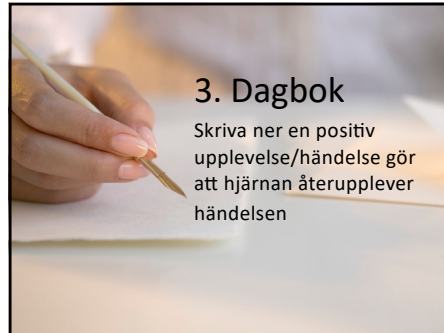 3. Dagbok
Skriva ner en positiv
upplevelse/händelse gör
att hjärnan återupplever
händelsen